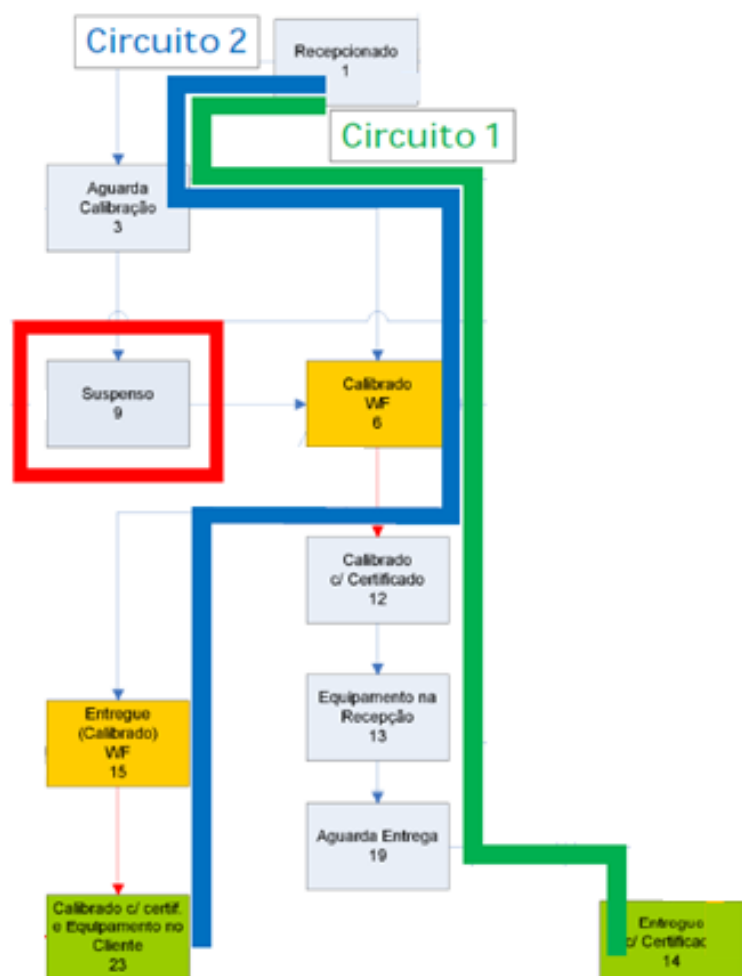 Circuito 2
Recepcionado
1
Circuito 1
Aguarda
Calibração
3
Suspenso
9
Calibrado
WF
6
Calibrado
c/ Certificado
12
Equipamento na
Recepção
13
Entregue
(Calibrado)
WF
15
Aguarda Entrega
19
Calibrado c/ certif.
e Equipamento no
Cliente
23
Entregue
c/ Certificac
14